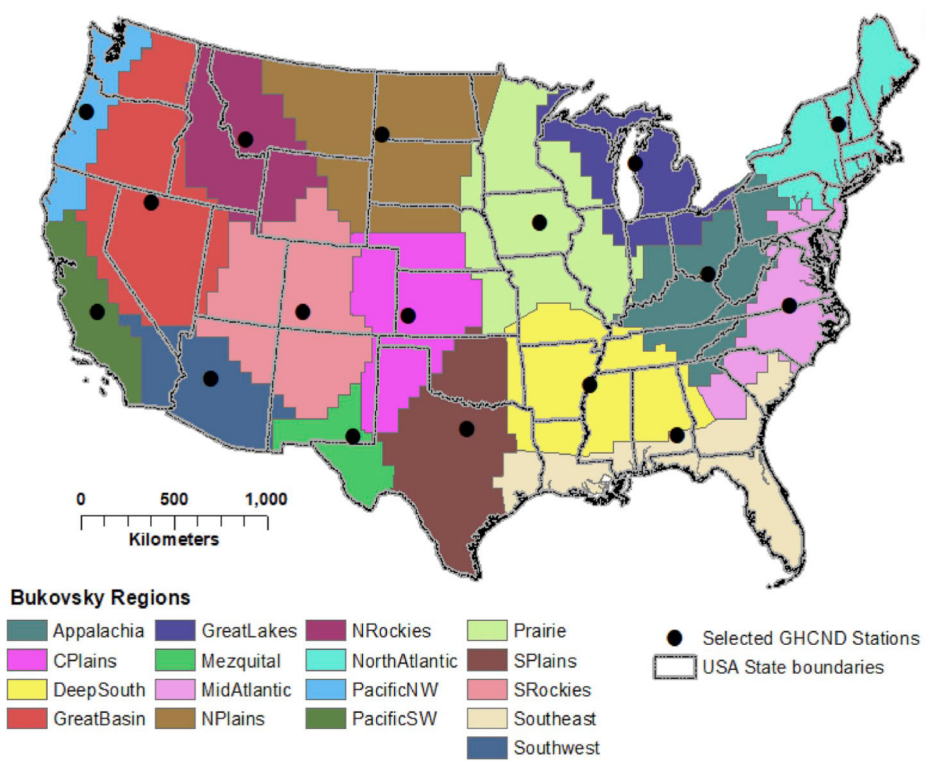 0 500 1,000
Kilometers
Bukovsky Regions
Appalachia GreatLakes NRockies Prairie
CPlains Mezquital NorthAtlantic SPlains
DeepSouth MidAtlantic PacificNW SRockies
GreatBasin NPlains PacificSW Southeast
Southwest
Selected GHCND Stations
USA State boundaries